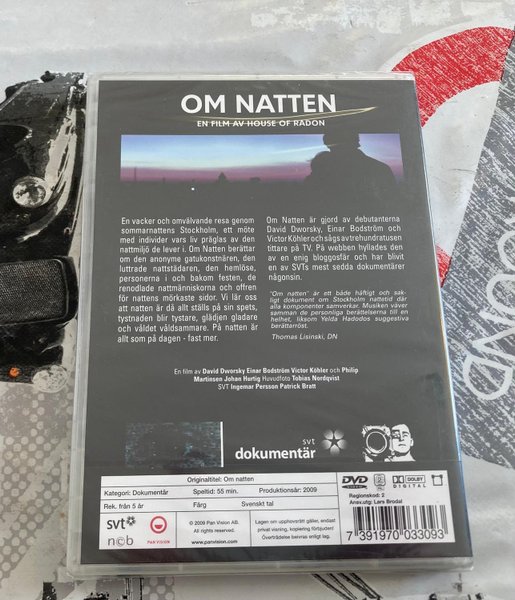 OM NATTEN
EN FILM AV HOUSE OF RADON
En vacker och omvälvande resa genom
sommarnattens Stockholm, ett möte
med individer vars liv präglas av den
nattmiljö de lever i. Om Natten berättar
om den anonyme gatukonstnären, den
luttrade nattstädaren, den hemlöse,
personerna i och bakom festen, de
renodlade nattmänniskorna och offren
för nattens mörkaste sidor. Vi lär oss
att natten är då allt ställs på sin spets,
tystnaden blir tystare, glädjen gladare
och våldet våldsammare. På natten är
allt som på dagen - fast mer.
Om Natten är gjord av debutanterna
David Dworsky, Einar Bodström och
Victor Köhler och sågs av trehundratusen
tittare på TV. På webben hyllades den
av en enig bloggosfär och har blivit
en av SVTs mest sedda dokumentärer
någonsin.
"Om natten" är ett både häftigt och sak-
ligt dokument om Stockholm nattetid där
alla komponenter samverkar. Musiken väver
samman de personliga berättelserna till en
helhet, liksom Yelda Hadodos suggestiva
berättarröst.
Thomas Lisinski, DN
En film av David Dworsky Einar Bodström Victor Köhler och Philip
Martinsen Johan Hurtig Huvudfoto Tobias Nordqvist
SVT Ingemar Persson Patrick Bratt
svt
dokumentär
Originaltitel: Om natten
Kategori: Dokumentär Speltid: 55 min. Produktionsår: 2009
Rek. från 5 år Färg Svenskt tal
svt
ncb
PAN VISION
© 2009 Pan Vision AB.
All rights reserved.
www.panvision.com
Lagen om upphovsrätt gäller, endast
privat visning, kopiering förbjuden!
Överträdelse beivras enligt lag.
DVD
VIDEO
2
DOLBY
DIGITAL
Regionskod: 2
Ansv.utg: Lars Brodal
7 391970 033093